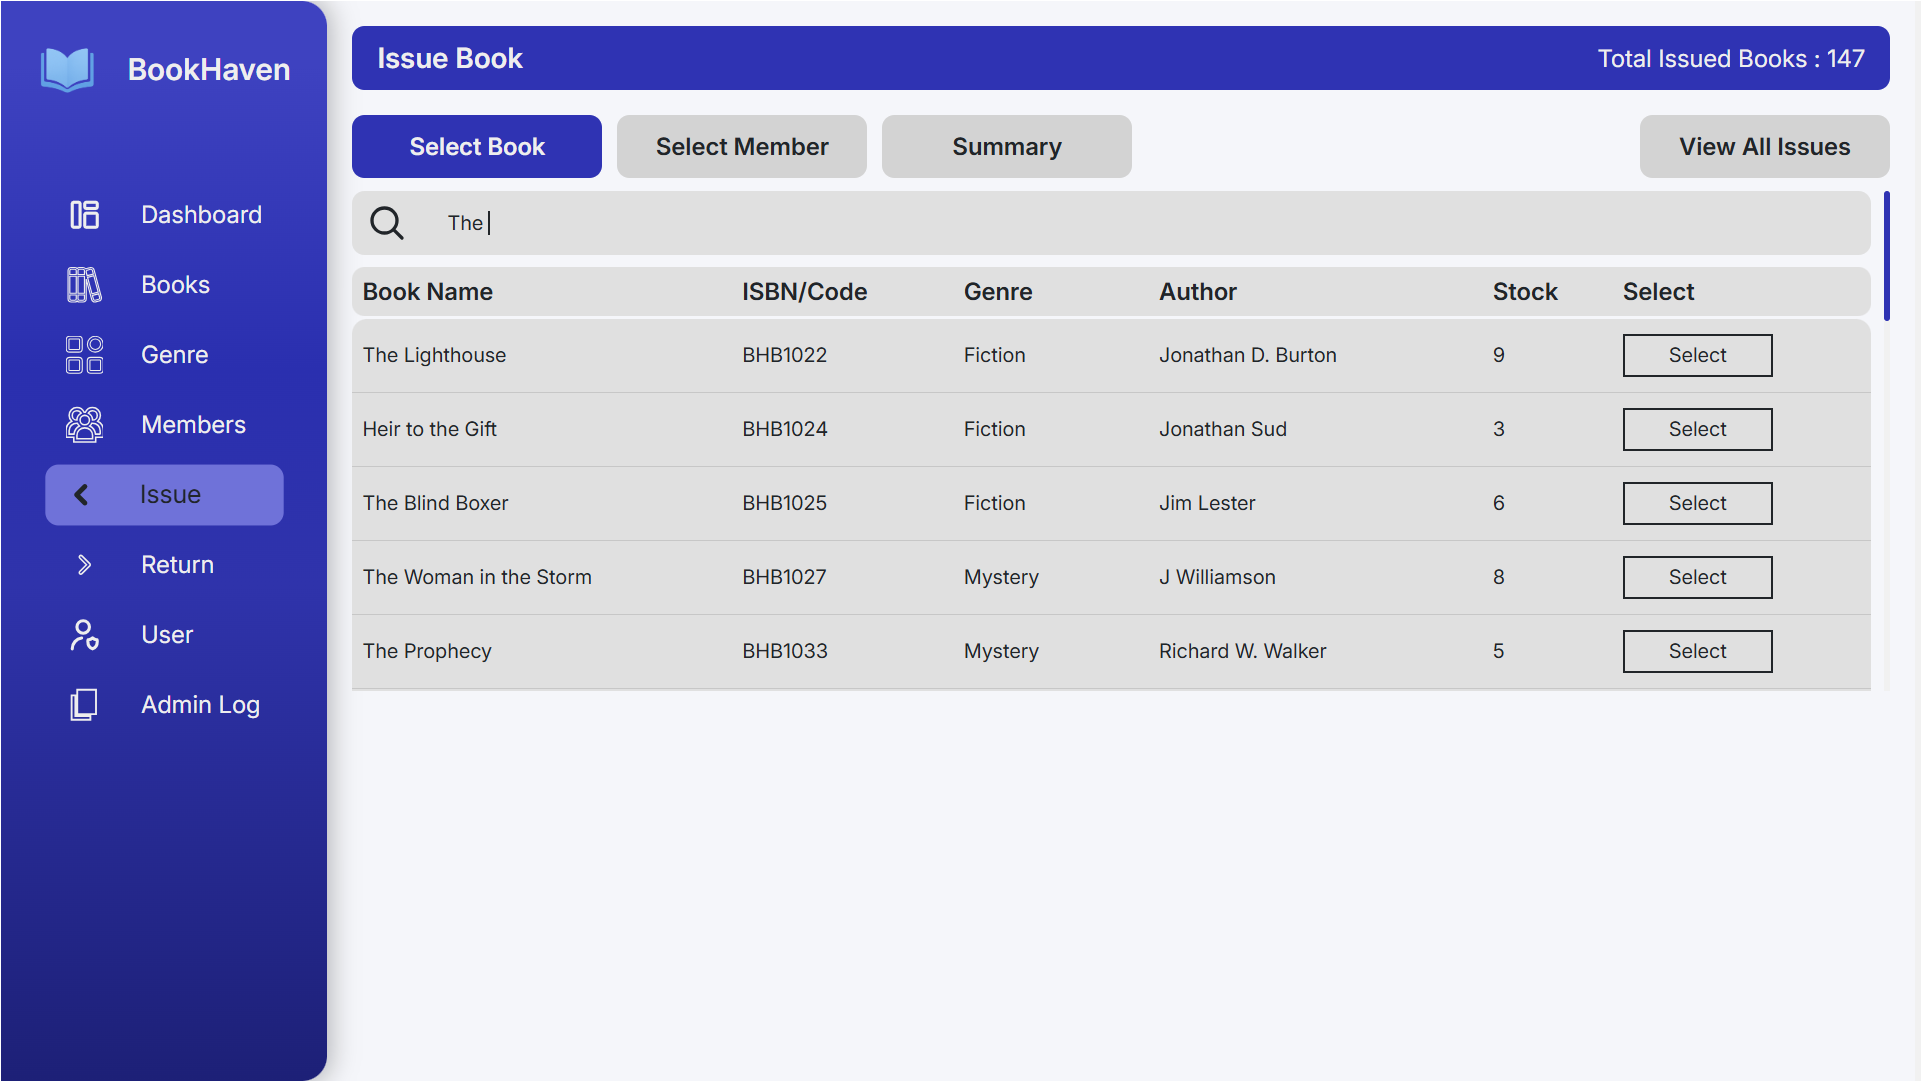 BookHaven
Dashboard
Books
Genre
Members
Issue
Return
User
Admin Log
Issue Book
Total Issued Books : 147
Select Book
Select Member
Summary
View All Issues
The
Book Name ISBN/Code Genre Author Stock Select
The Lighthouse BHB1022 Fiction Jonathan D. Burton 9 Select
Heir to the Gift BHB1024 Fiction Jonathan Sud 3 Select
The Blind Boxer BHB1025 Fiction Jim Lester 6 Select
The Woman in the Storm BHB1027 Mystery J Williamson 8 Select
The Prophecy BHB1033 Mystery Richard W. Walker 5 Select